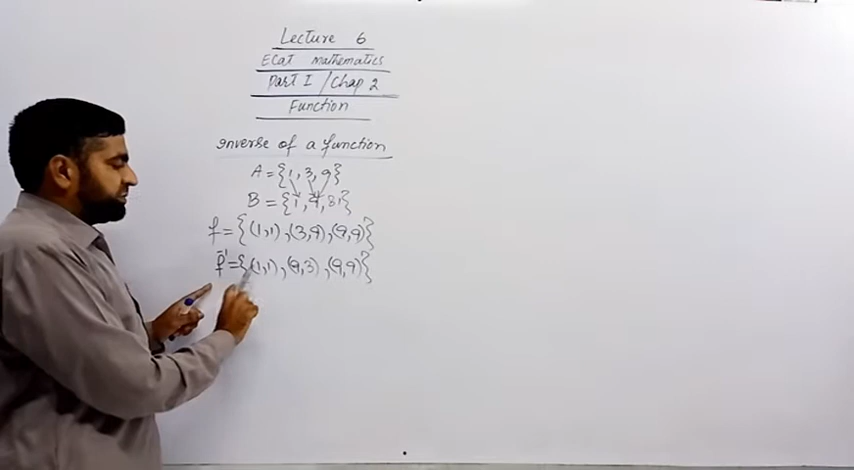 Lecture 6
ECat mathematics
Part I / Chap 2
Function
inverse of a function
A = {1, 3, 9}
B = {1, 9, 81}
f = {(1,1), (3,9), (9,9)}
f⁻¹ = {(1,1), (9,3), (9,9)}